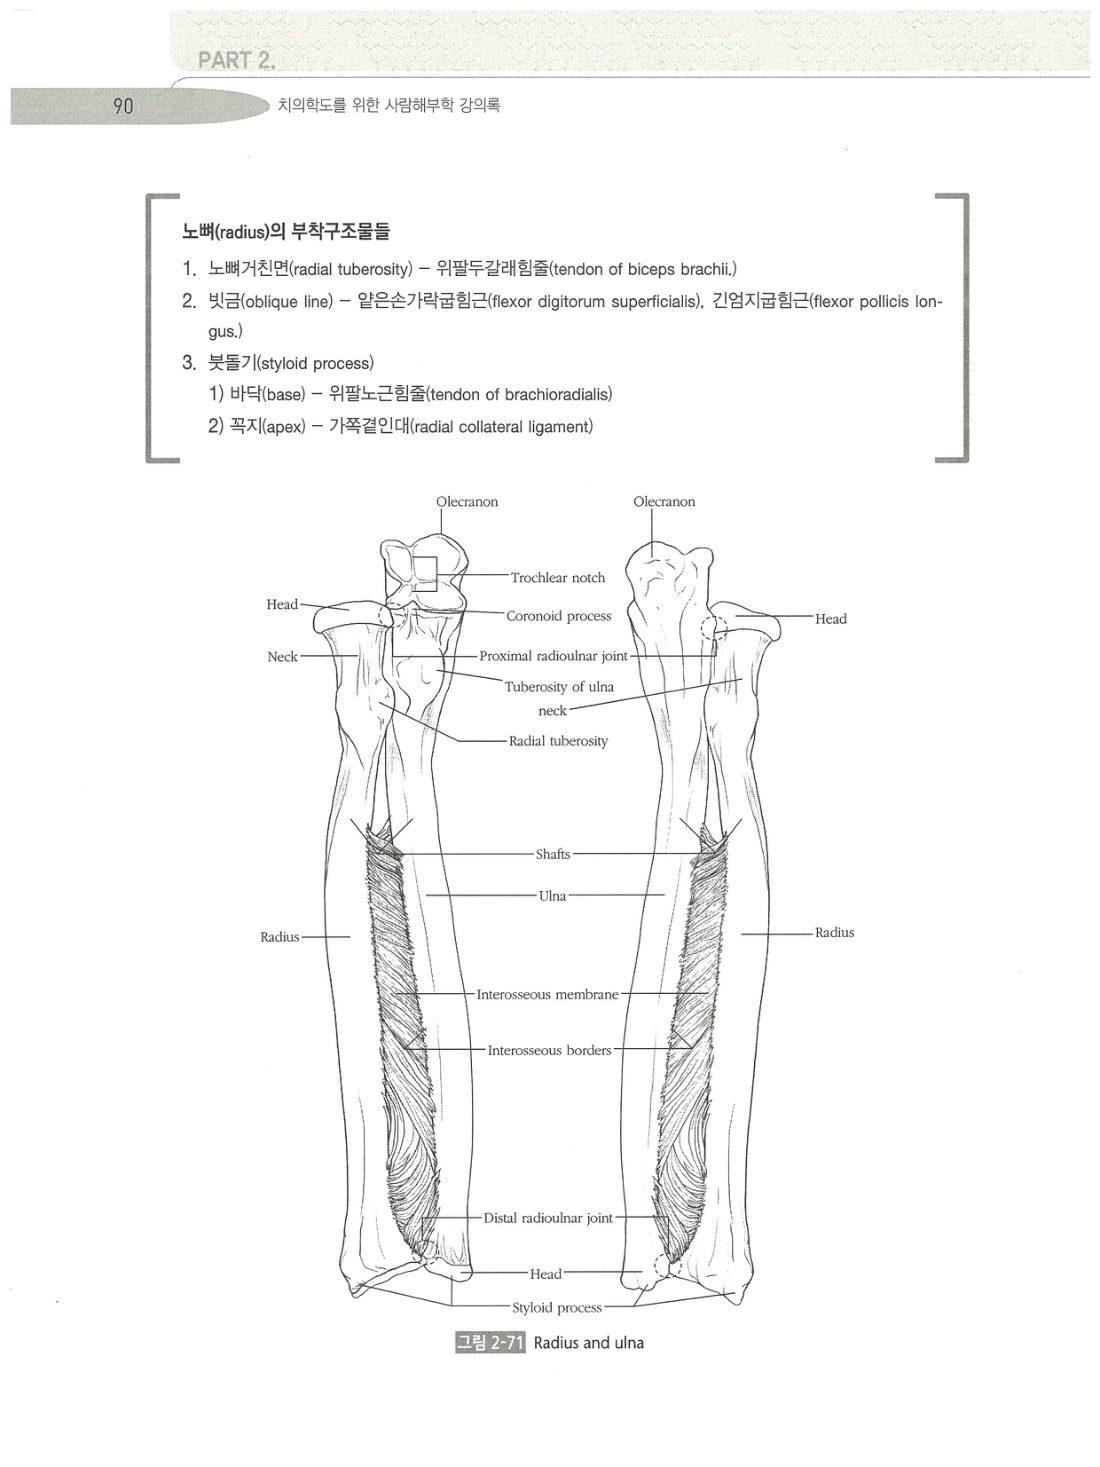 PART 2.
90
치의학도를 위한 사람해부학 강의록
노뼈(radius)의 부착구조물들
1. 노뼈거친면(radial tuberosity) – 위팔두갈래힘줄(tendon of biceps brachii.)
2. 빗금(oblique line) – 얕은손가락굽힘근(flexor digitorum superficialis), 긴엄지굽힘근(flexor pollicis lon-
gus.)
3. 붓돌기(styloid process)
1) 바닥(base) – 위팔노근힘줄(tendon of brachioradialis)
2) 꼭지(apex) – 가쪽곁인대(radial collateral ligament)
Olecranon
Olecranon
Trochlear notch
Head
Coronoid process
Head
Neck
Proximal radioulnar joint
Tuberosity of ulna
neck
Radial tuberosity
Shafts
Ulna
Radius
Radius
Interosseous membrane
Interosseous borders
Distal radioulnar joint
Head
Styloid process
그림 2-71 Radius and ulna